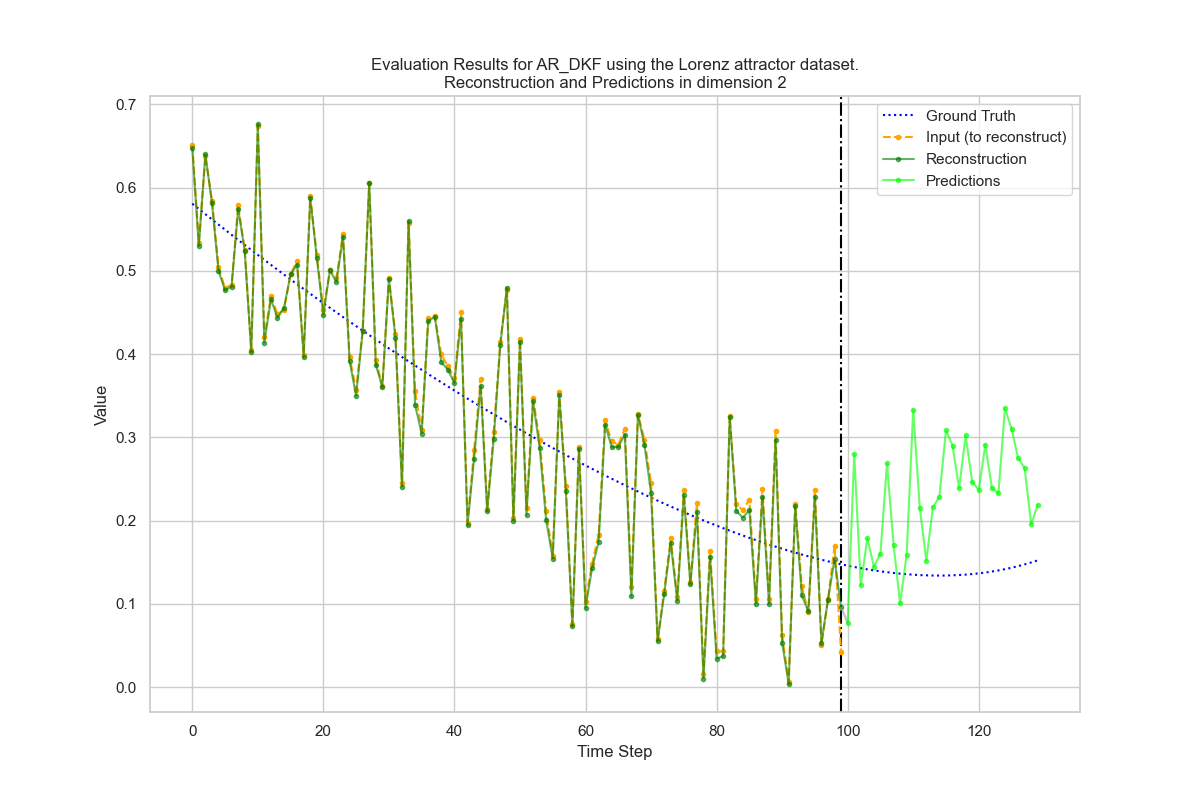 Evaluation Results for AR_DKF using the Lorenz attractor dataset.
Reconstruction and Predictions in dimension 2
Ground Truth
Input (to reconstruct)
Reconstruction
Predictions
0.7
0.6
0.5
0.4
0.3
0.2
0.1
0.0
Value
0 20 40 60 80 100 120
Time Step